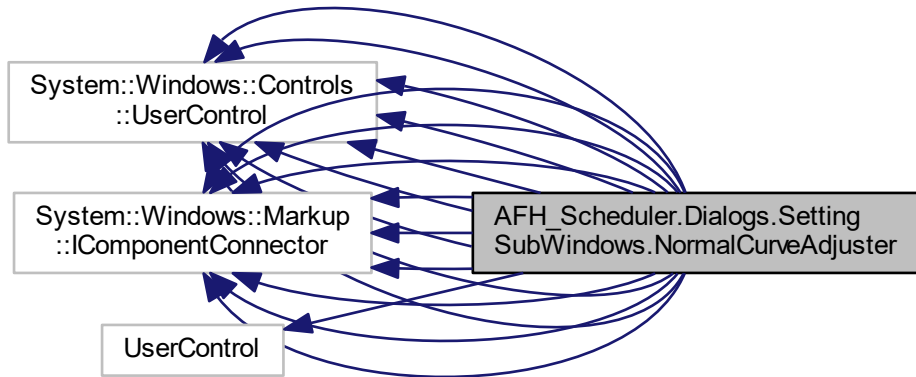 System::Windows::Controls
::UserControl
System::Windows::Markup
::IComponentConnector
AFH_Scheduler.Dialogs.Setting
SubWindows.NormalCurveAdjuster
UserControl